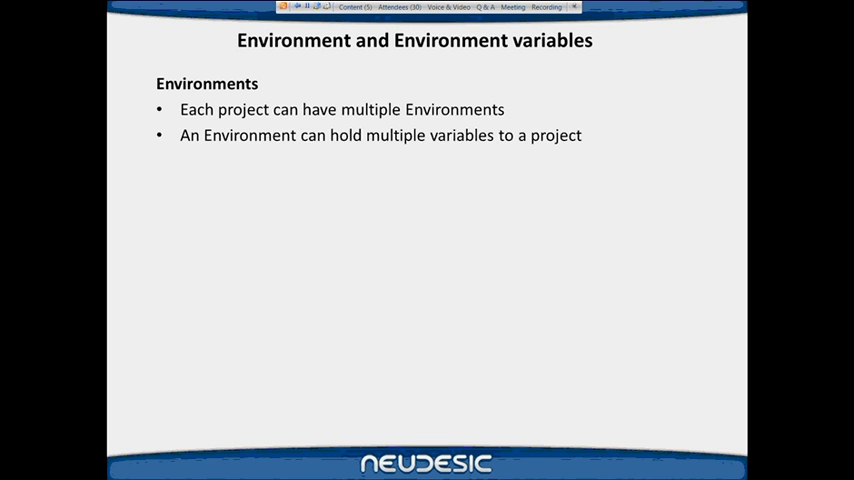 Content (5) Attendees (30) Voice & Video Q & A Meeting Recording
Environment and Environment variables
Environments
• Each project can have multiple Environments
• An Environment can hold multiple variables to a project
NEUDESIC